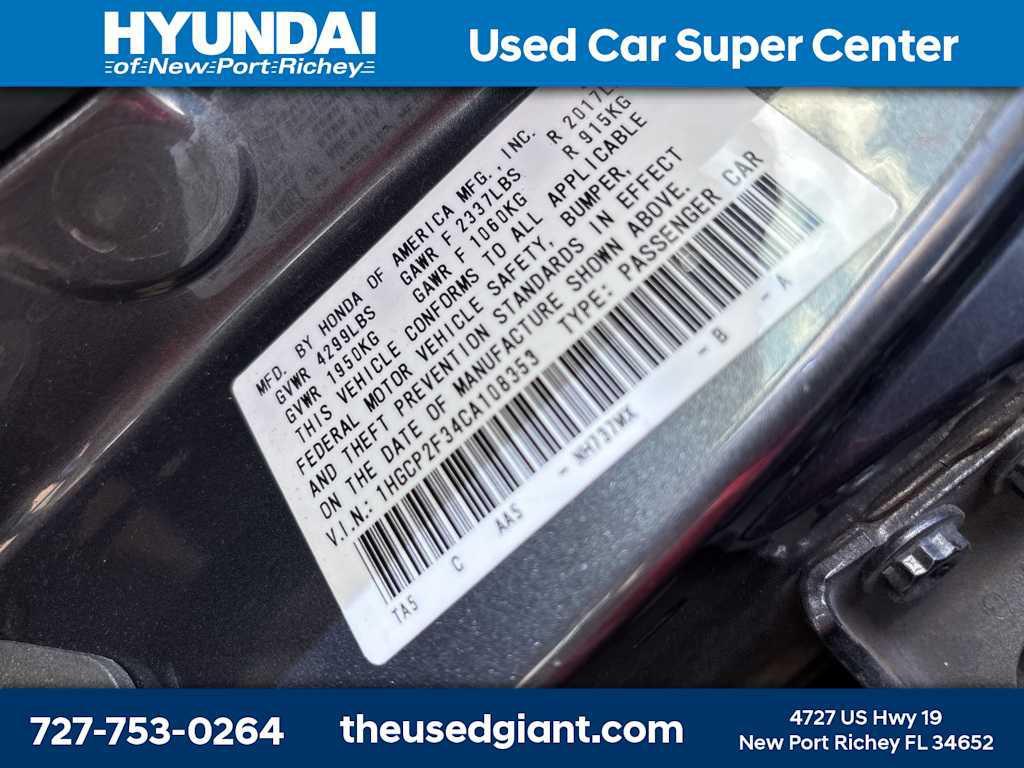 HYUNDAI
of New Port Richey
Used Car Super Center
MFD. BY HONDA OF AMERICA MFG., INC.
GVWR 4299LBS GAWR F 2337LBS R 2017L
GVWR 1950KG GAWR F 1060KG R 915KG
THIS VEHICLE CONFORMS TO ALL APPLICABLE
FEDERAL MOTOR VEHICLE SAFETY, BUMPER,
AND THEFT PREVENTION STANDARDS IN EFFECT
ON THE DATE OF MANUFACTURE SHOWN ABOVE.
V.I.N.: 1HGCP2F34CA108353 TYPE: PASSENGER CAR
TA5 C AA5 - NH737MX - B - A
727-753-0264
theusedgiant.com
4727 US Hwy 19
New Port Richey FL 34652